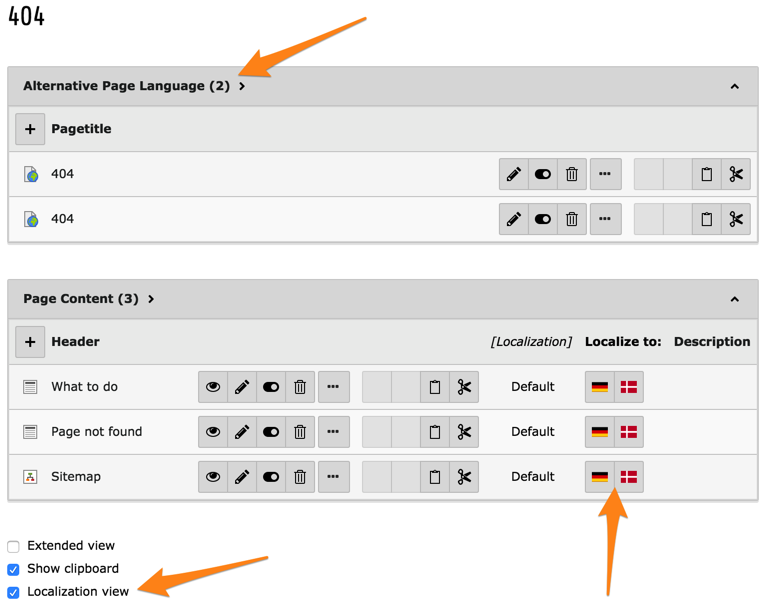 404
Alternative Page Language (2)
Pagetitle
404
404
Page Content (3)
Header [Localization] Localize to: Description
What to do Default
Page not found Default
Sitemap Default
Extended view
Show clipboard
Localization view